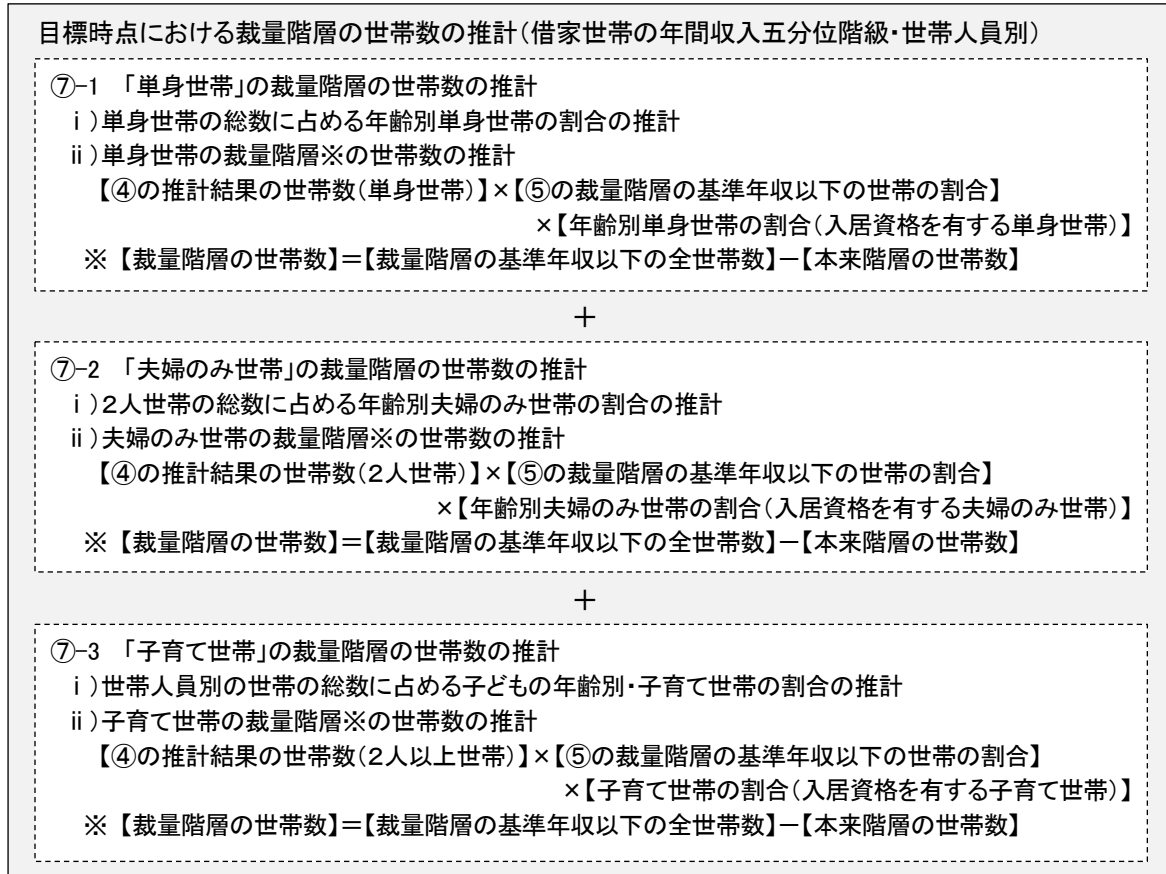 目標時点における裁量階層の世帯数の推計(借家世帯の年間収入五分位階級・世帯人員別)
⑦-1 「単身世帯」の裁量階層の世帯数の推計
ⅰ)単身世帯の総数に占める年齢別単身世帯の割合の推計
ⅱ)単身世帯の裁量階層※の世帯数の推計
【④の推計結果の世帯数(単身世帯)】×【⑤の裁量階層の基準年収以下の世帯の割合】
×【年齢別単身世帯の割合(入居資格を有する単身世帯)】
※ 【裁量階層の世帯数】=【裁量階層の基準年収以下の全世帯数】-【本来階層の世帯数】
+
⑦-2 「夫婦のみ世帯」の裁量階層の世帯数の推計
ⅰ)2人世帯の総数に占める年齢別夫婦のみ世帯の割合の推計
ⅱ)夫婦のみ世帯の裁量階層※の世帯数の推計
【④の推計結果の世帯数(2人世帯)】×【⑤の裁量階層の基準年収以下の世帯の割合】
×【年齢別夫婦のみ世帯の割合(入居資格を有する夫婦のみ世帯)】
※ 【裁量階層の世帯数】=【裁量階層の基準年収以下の全世帯数】-【本来階層の世帯数】
+
⑦-3 「子育て世帯」の裁量階層の世帯数の推計
ⅰ)世帯人員別の世帯の総数に占める子どもの年齢別・子育て世帯の割合の推計
ⅱ)子育て世帯の裁量階層※の世帯数の推計
【④の推計結果の世帯数(2人以上世帯)】×【⑤の裁量階層の基準年収以下の世帯の割合】
×【子育て世帯の割合(入居資格を有する子育て世帯)】
※ 【裁量階層の世帯数】=【裁量階層の基準年収以下の全世帯数】-【本来階層の世帯数】